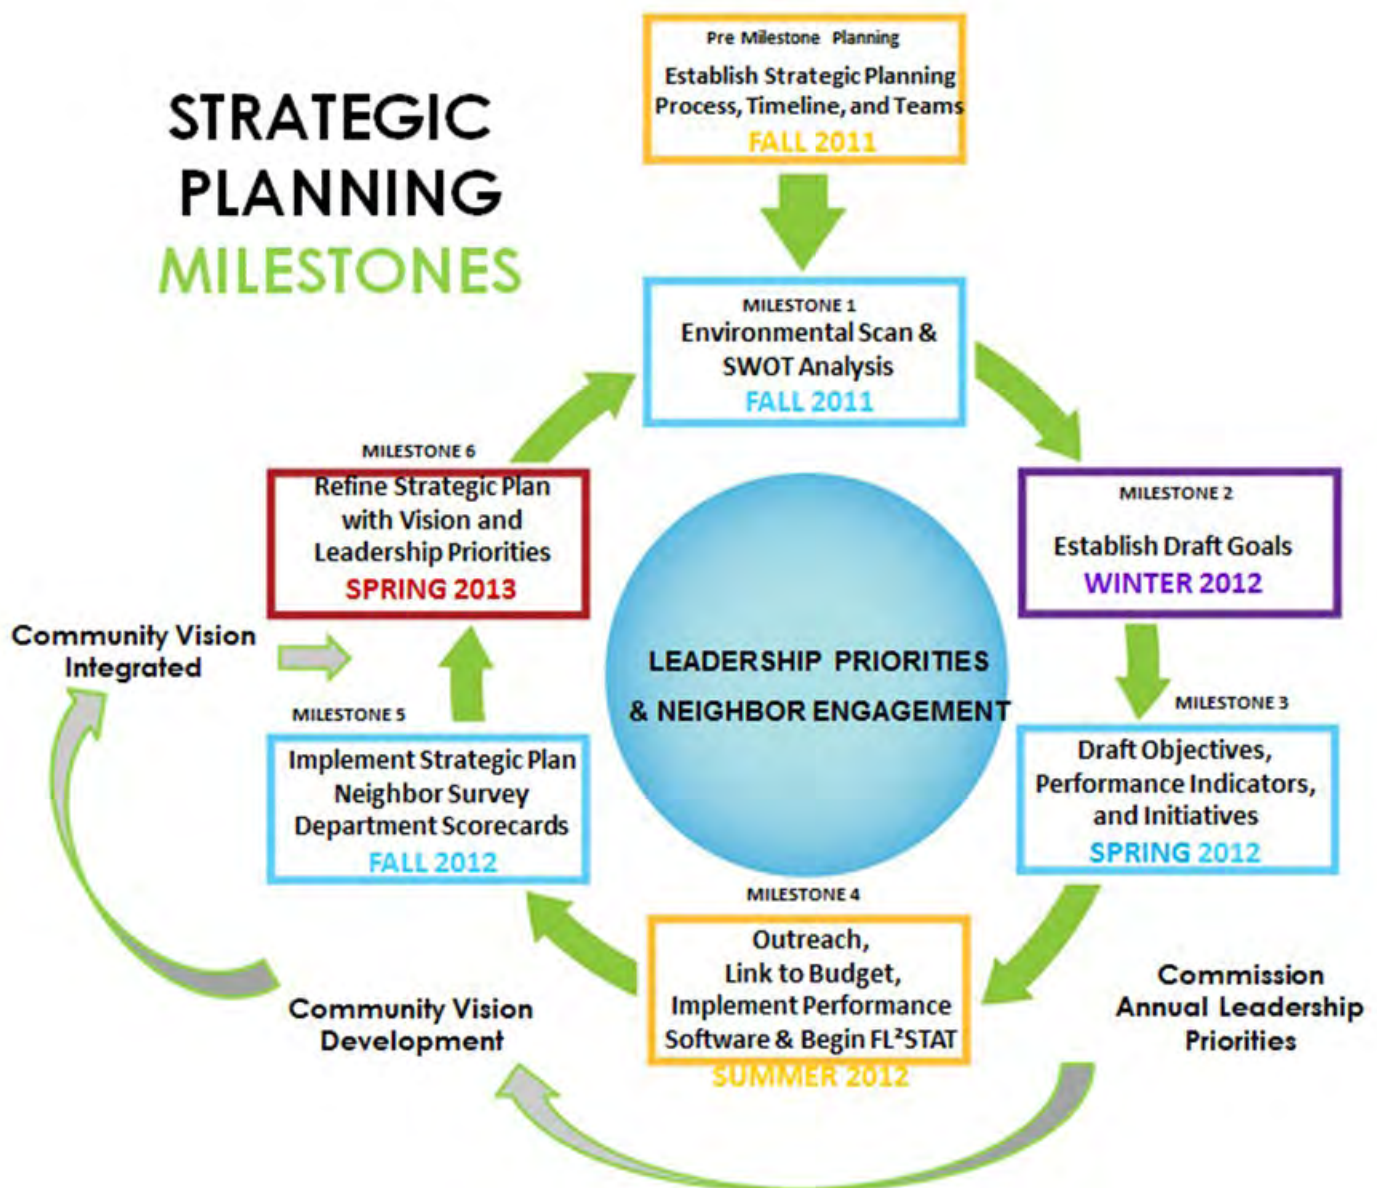 STRATEGIC
PLANNING
MILESTONES
Pre Milestone Planning
Establish Strategic Planning
Process, Timeline, and Teams
FALL 2011
MILESTONE 1
Environmental Scan &
SWOT Analysis
FALL 2011
MILESTONE 2
Establish Draft Goals
WINTER 2012
MILESTONE 3
Draft Objectives,
Performance Indicators,
and Initiatives
SPRING 2012
MILESTONE 4
Outreach,
Link to Budget,
Implement Performance
Software & Begin FL²STAT
SUMMER 2012
MILESTONE 5
Implement Strategic Plan
Neighbor Survey
Department Scorecards
FALL 2012
MILESTONE 6
Refine Strategic Plan
with Vision and
Leadership Priorities
SPRING 2013
LEADERSHIP PRIORITIES
& NEIGHBOR ENGAGEMENT
Commission
Annual Leadership
Priorities
Community Vision
Development
Community Vision
Integrated